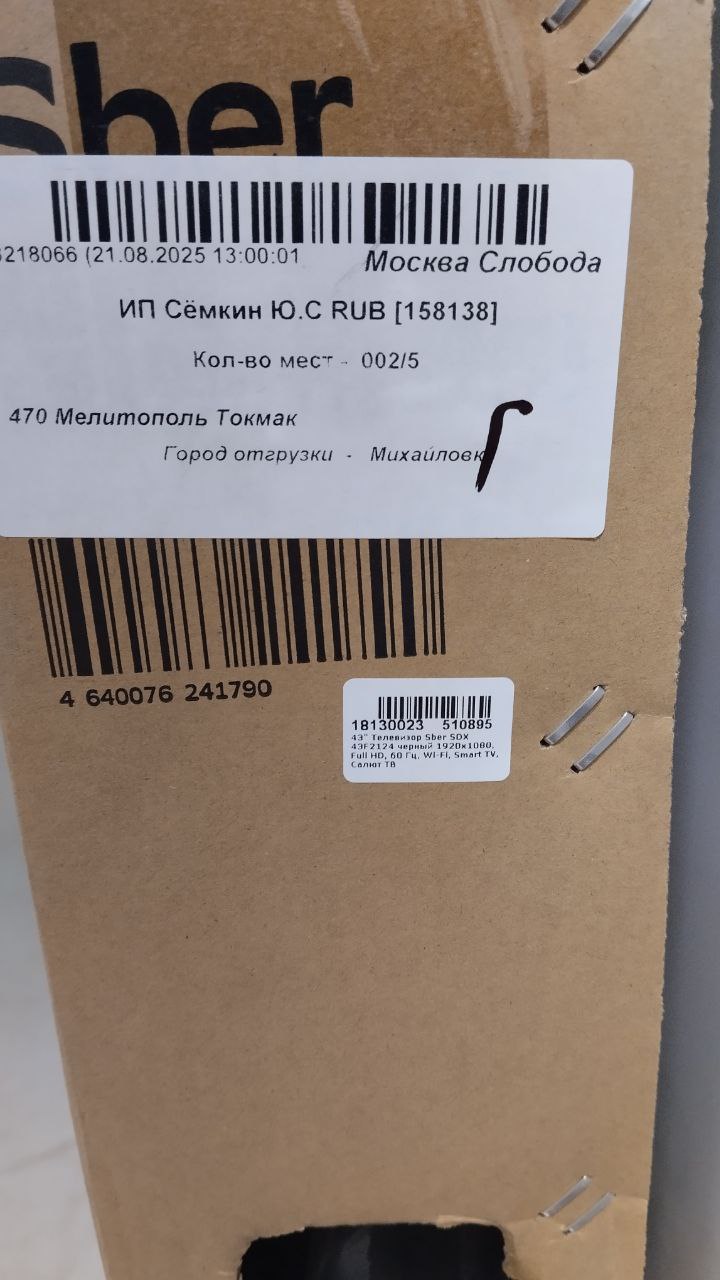 Sber
218066 (21.08.2025 13:00:01
Москва Слобода
ИП Сёмкин Ю.С RUB [158138]
Кол-во мест - 002/5
470 Мелитополь Токмак
Город отгрузки - Михайловк
4 640076 241790
18130023 510895
43" Телевизор Sber SDX
43F2124 черный 1920x1080,
Full HD, 60 Гц, Wi-Fi, Smart TV,
Салют ТВ